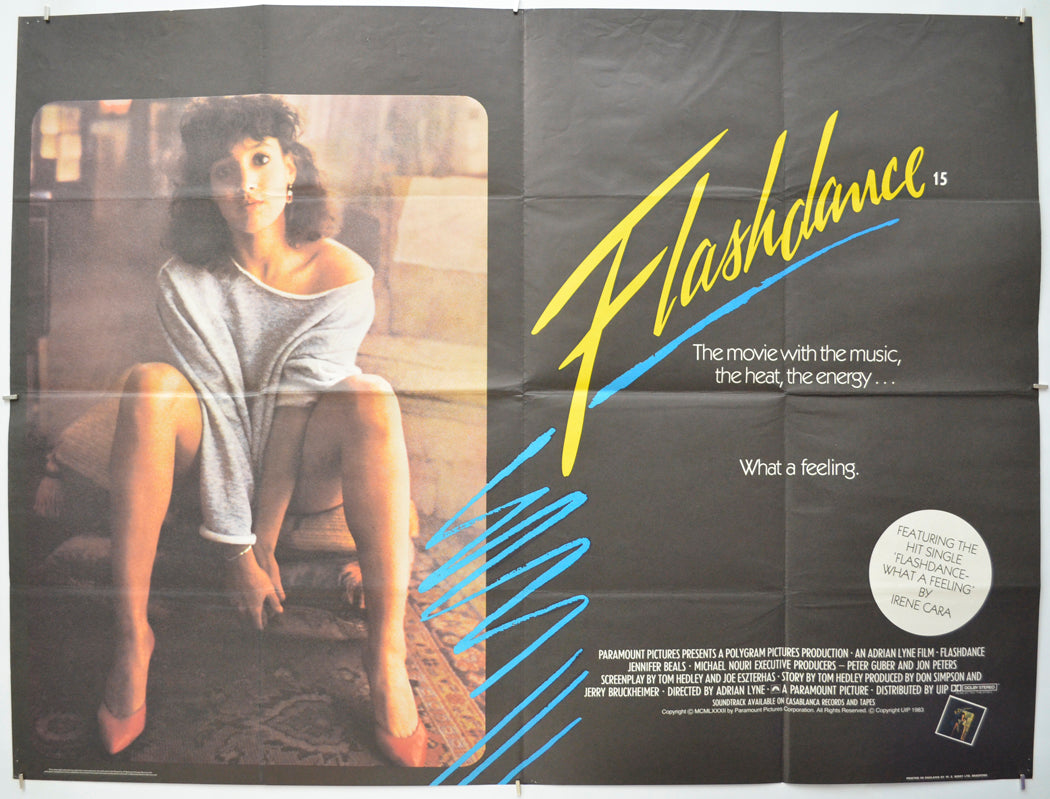 Flashdance 15
The movie with the music,
the heat, the energy...
What a feeling.
FEATURING THE
HIT SINGLE
'FLASHDANCE-
WHAT A FEELING'
BY
IRENE CARA
PARAMOUNT PICTURES PRESENTS A POLYGRAM PICTURES PRODUCTION · AN ADRIAN LYNE FILM · FLASHDANCE
JENNIFER BEALS · MICHAEL NOURI EXECUTIVE PRODUCERS – PETER GUBER AND JON PETERS
SCREENPLAY BY TOM HEDLEY AND JOE ESZTERHAS · STORY BY TOM HEDLEY PRODUCED BY DON SIMPSON AND
JERRY BRUCKHEIMER · DIRECTED BY ADRIAN LYNE · A PARAMOUNT PICTURE · DISTRIBUTED BY UIP DOLBY STEREO
SOUNDTRACK AVAILABLE ON CASABLANCA RECORDS AND TAPES
Copyright © MCMLXXXII by Paramount Pictures Corporation. All Rights Reserved. © Copyright UIP 1983